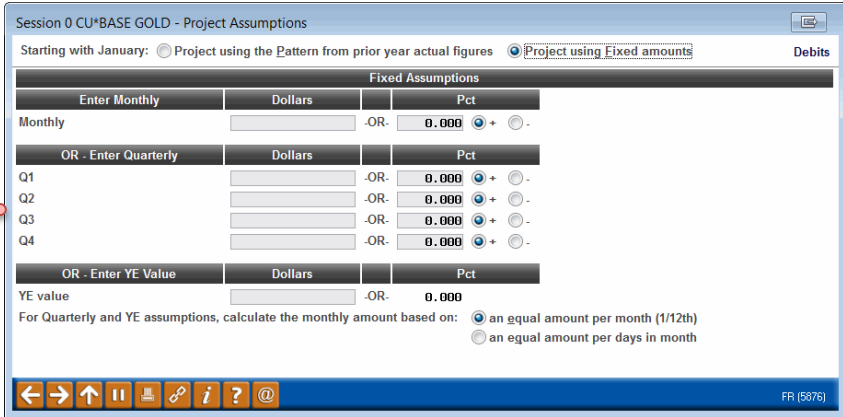 Session 0 CU*BASE GOLD - Project Assumptions
Starting with January: Project using the Pattern from prior year actual figures Project using Fixed amounts Debits
Fixed Assumptions
Enter Monthly Dollars Pct
Monthly -OR- 0.000 + -
OR - Enter Quarterly Dollars Pct
Q1 -OR- 0.000 + -
Q2 -OR- 0.000 + -
Q3 -OR- 0.000 + -
Q4 -OR- 0.000 + -
OR - Enter YE Value Dollars Pct
YE value -OR- 0.000
For Quarterly and YE assumptions, calculate the monthly amount based on: an equal amount per month (1/12th)
an equal amount per days in month
i ? @ FR (5876)